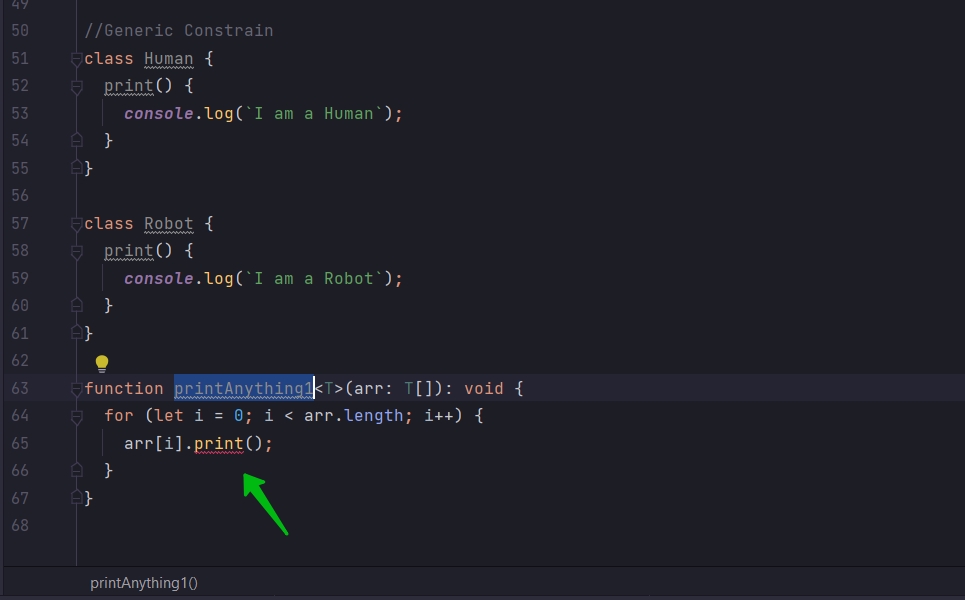 49
50 //Generic Constrain
51 class Human {
52 print() {
53 console.log(`I am a Human`);
54 }
55 }
56
57 class Robot {
58 print() {
59 console.log(`I am a Robot`);
60 }
61 }
62
63 function printAnything1<T>(arr: T[]): void {
64 for (let i = 0; i < arr.length; i++) {
65 arr[i].print();
66 }
67 }
68
printAnything1()